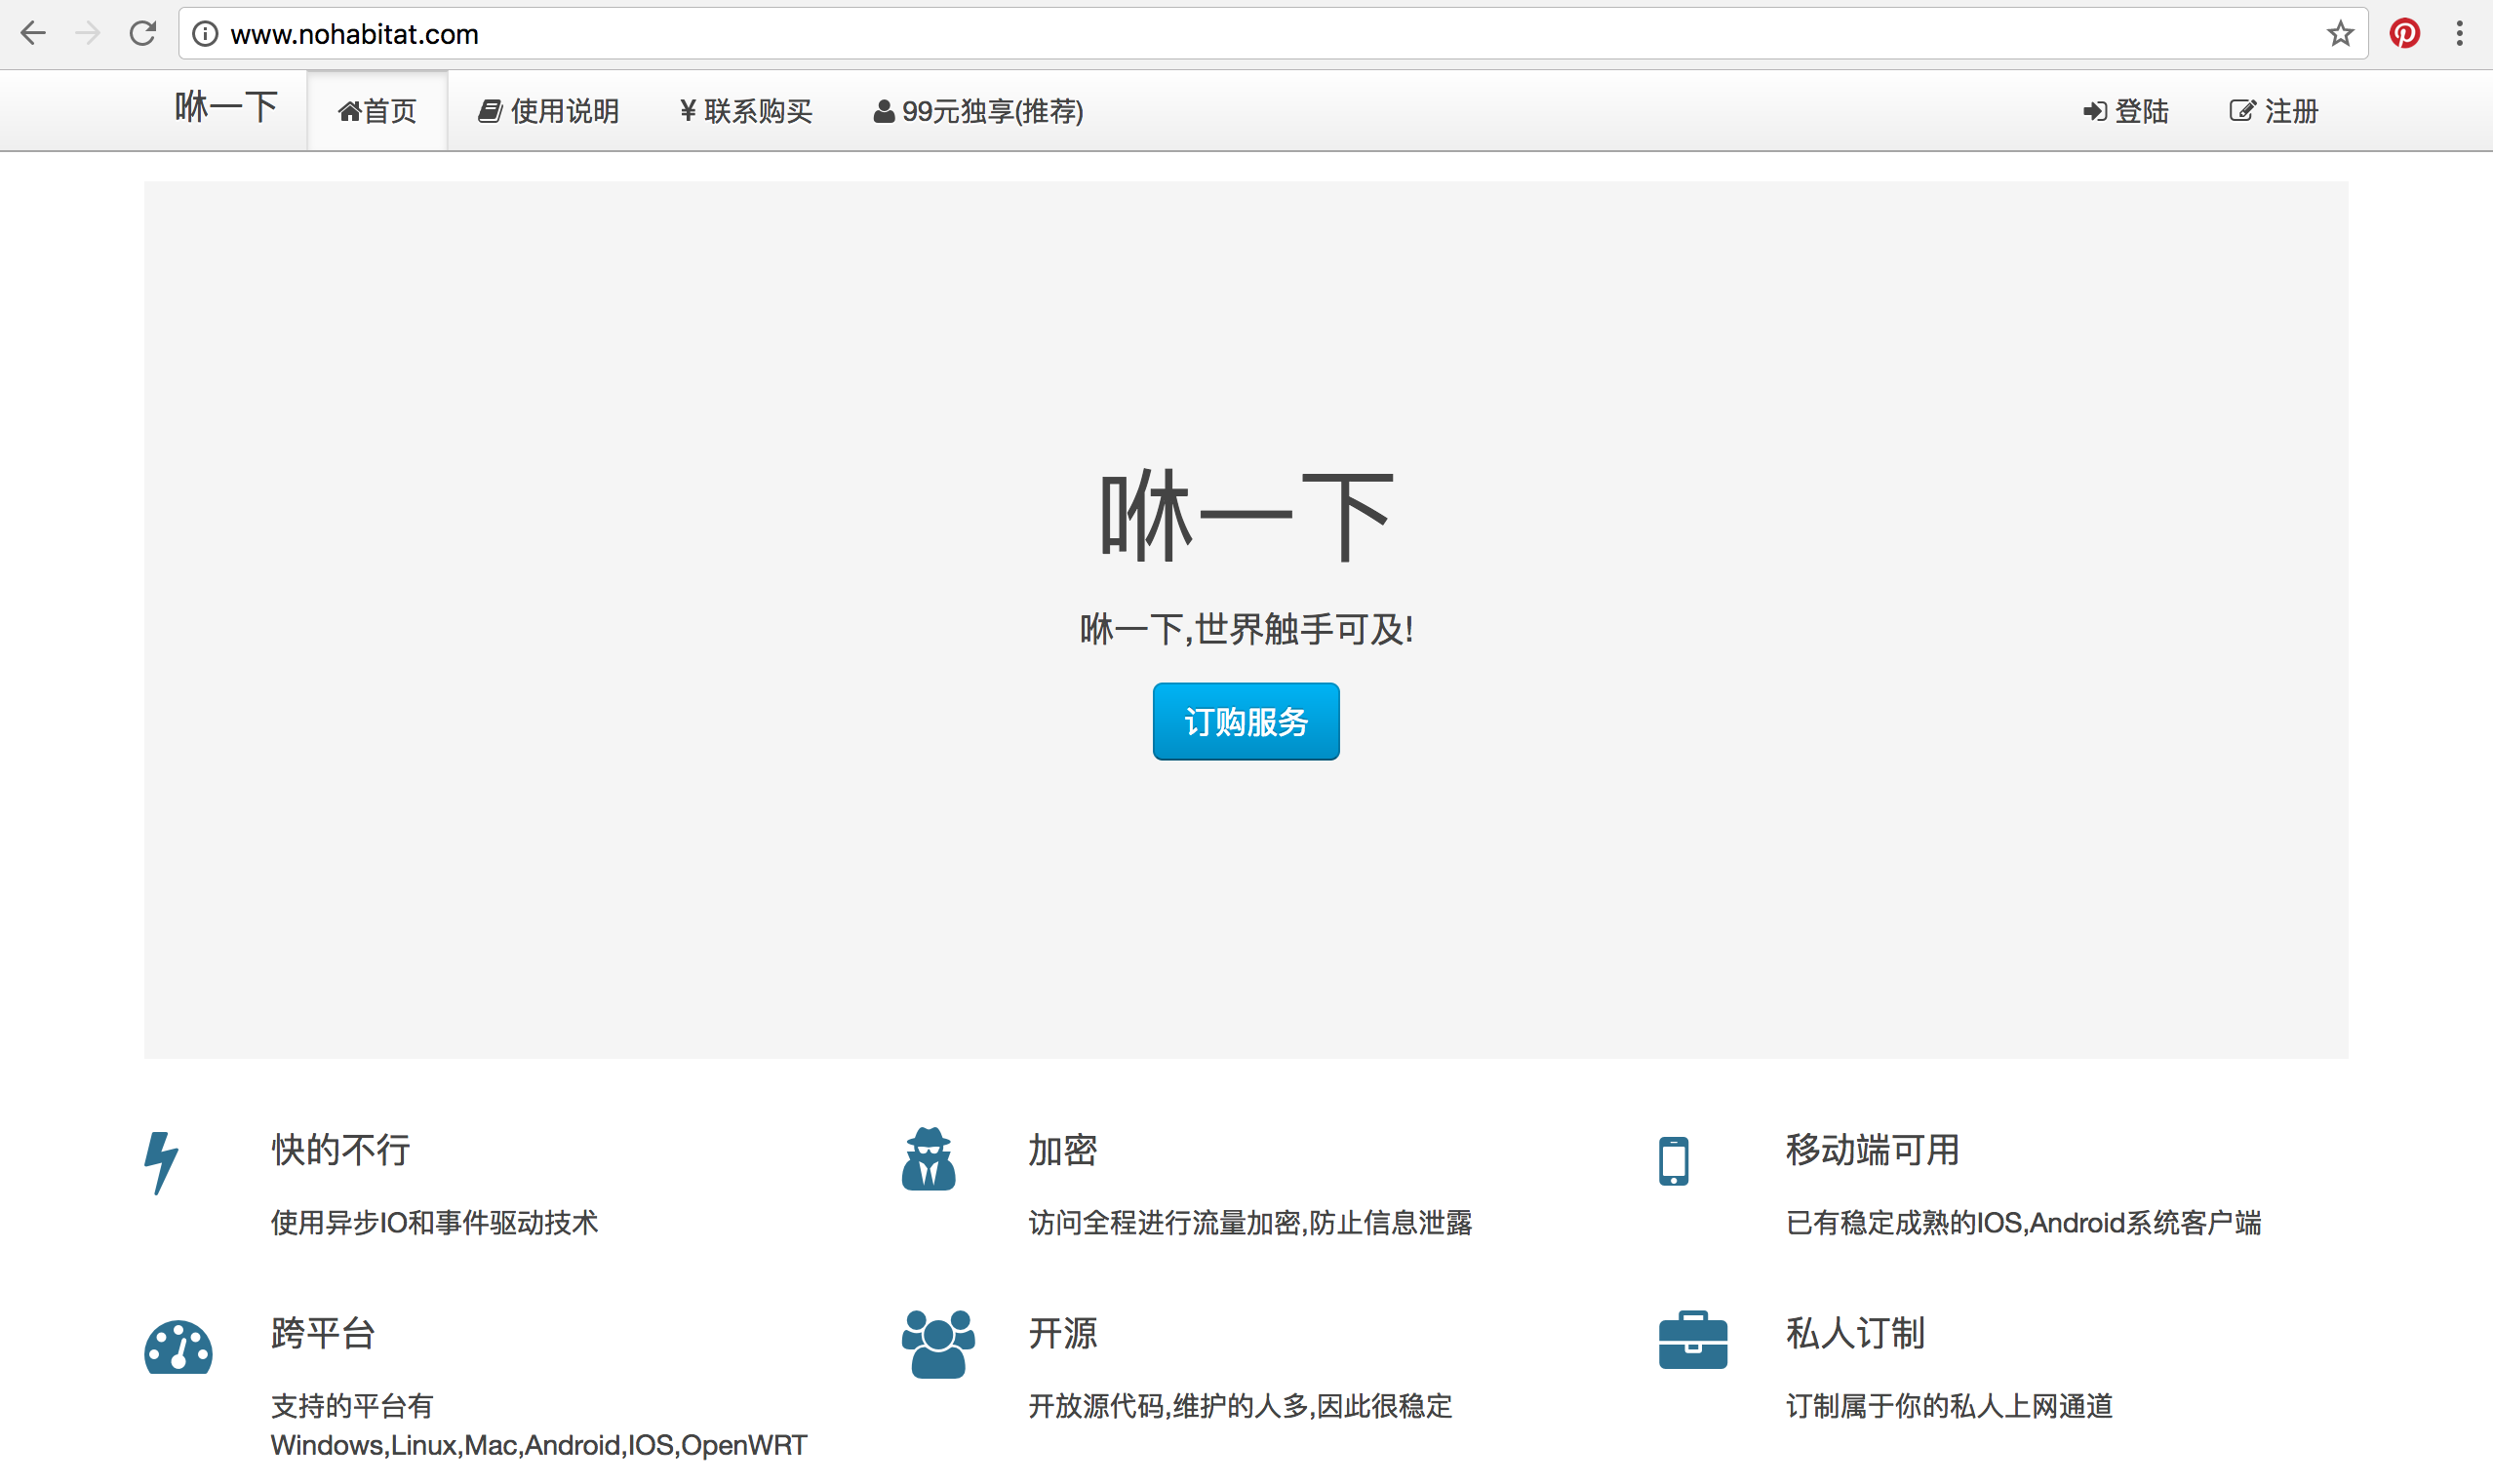 www.nohabitat.com
咻一下
首页
使用说明
¥ 联系购买
99元独享(推荐)
登陆
注册
咻一下
咻一下,世界触手可及!
订购服务
快的不行
使用异步IO和事件驱动技术
加密
访问全程进行流量加密,防止信息泄露
移动端可用
已有稳定成熟的IOS,Android系统客户端
跨平台
支持的平台有
Windows,Linux,Mac,Android,IOS,OpenWRT
开源
开放源代码,维护的人多,因此很稳定
私人订制
订制属于你的私人上网通道